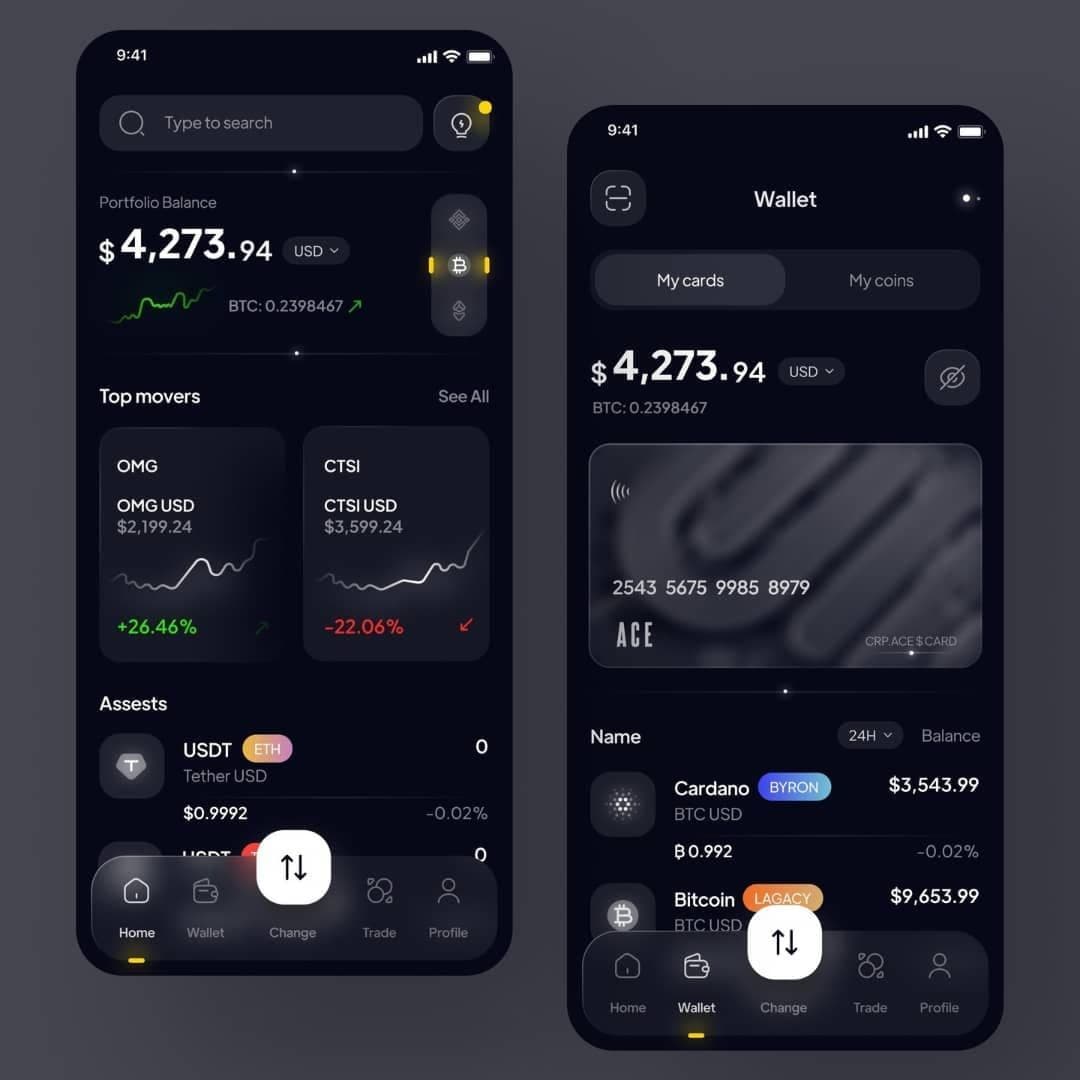 9:41
Type to search
Portfolio Balance
$ 4,273.94 USD
BTC: 0.2398467
Top movers See All
OMG
OMG USD
$2,199.24
+26.46%
CTSI
CTSI USD
$3,599.24
-22.06%
Assests
USDT ETH 0
Tether USD
$0.9992 -0.02%
USDT 0
Home Wallet Change Trade Profile
9:41
Wallet
My cards My coins
$ 4,273.94 USD
BTC: 0.2398467
2543 5675 9985 8979
ACE
CRP.ACE $ CARD
Name 24H Balance
Cardano BYRON $3,543.99
BTC USD
₿ 0.992 -0.02%
Bitcoin LAGACY $9,653.99
BTC USD
Home Wallet Change Trade Profile